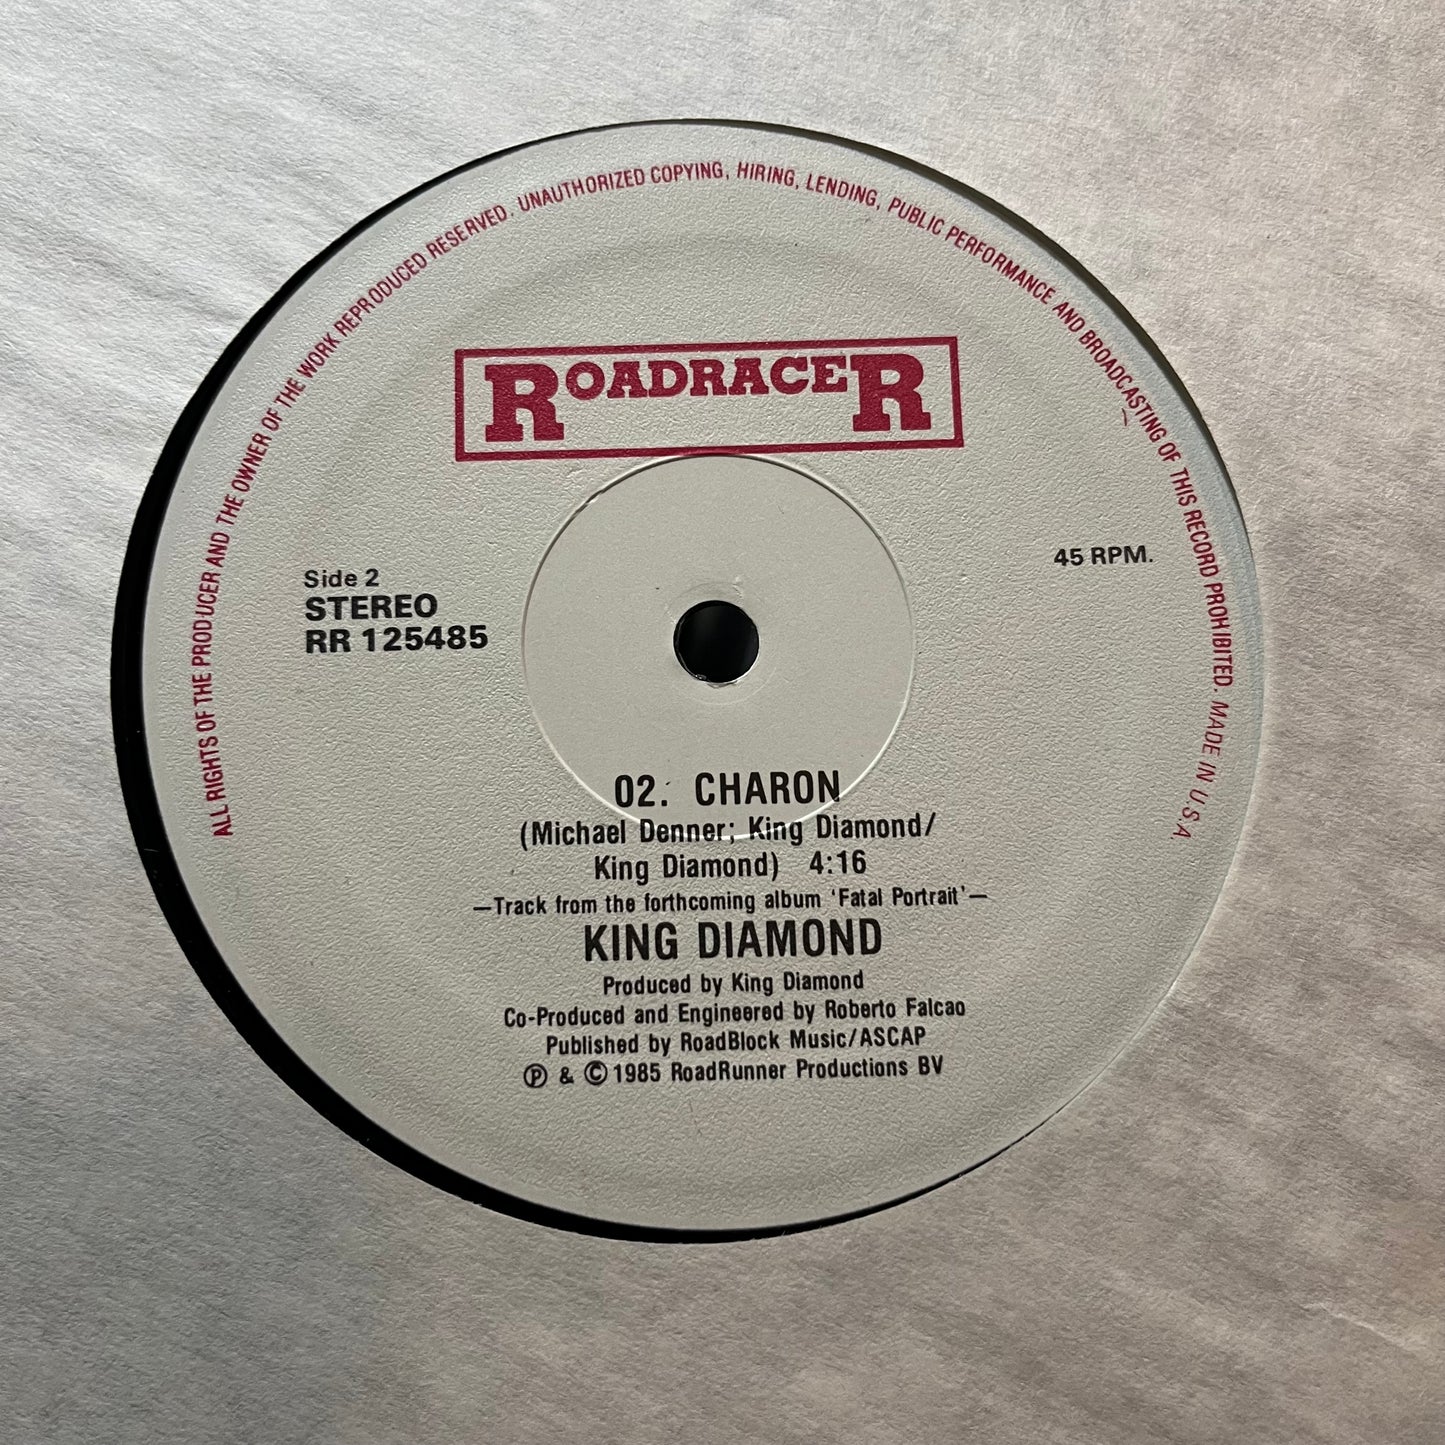 ALL RIGHTS OF THE PRODUCER AND THE OWNER OF THE WORK REPRODUCED RESERVED. UNAUTHORIZED COPYING, HIRING, LENDING, PUBLIC PERFORMANCE AND BROADCASTING OF THIS RECORD PROHIBITED. MADE IN U.S.A.
ROADRACER
Side 2
STEREO
RR 125485
45 RPM.
02. CHARON
(Michael Denner; King Diamond/
King Diamond) 4:16
—Track from the forthcoming album ‘Fatal Portrait’—
KING DIAMOND
Produced by King Diamond
Co-Produced and Engineered by Roberto Falcao
Published by RoadBlock Music/ASCAP
Ⓟ & © 1985 RoadRunner Productions BV